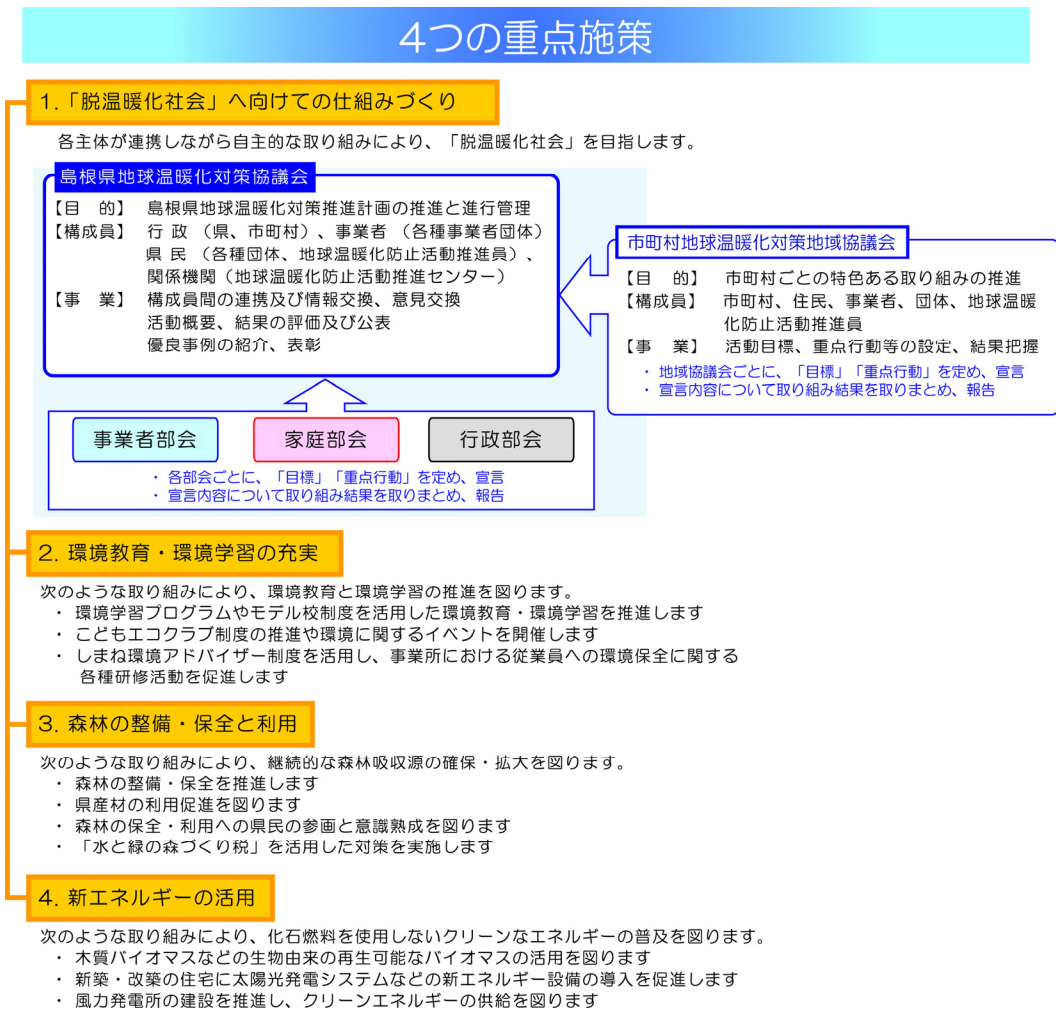 4つの重点施策
1.「脱温暖化社会」へ向けての仕組みづくり
各主体が連携しながら自主的な取り組みにより、「脱温暖化社会」を目指します。
島根県地球温暖化対策協議会
【目　的】　島根県地球温暖化対策推進計画の推進と進行管理
【構成員】　行 政 （県、市町村）、事業者 （各種事業者団体）
県 民 （各種団体、地球温暖化防止活動推進員）、
関係機関（地球温暖化防止活動推進センター）
【事　業】　構成員間の連携及び情報交換、意見交換
活動概要、結果の評価及び公表
優良事例の紹介、表彰
市町村地球温暖化対策地域協議会
【目　的】　市町村ごとの特色ある取り組みの推進
【構成員】　市町村、住民、事業者、団体、地球温暖
化防止活動推進員
【事　業】　活動目標、重点行動等の設定、結果把握
・ 地域協議会ごとに、「目標」「重点行動」を定め、宣言
・ 宣言内容について取り組み結果を取りまとめ、報告
事業者部会
家庭部会
行政部会
・ 各部会ごとに、「目標」「重点行動」を定め、宣言
・ 宣言内容について取り組み結果を取りまとめ、報告
2. 環境教育・環境学習の充実
次のような取り組みにより、環境教育と環境学習の推進を図ります。
・ 環境学習プログラムやモデル校制度を活用した環境教育・環境学習を推進します
・ こどもエコクラブ制度の推進や環境に関するイベントを開催します
・ しまね環境アドバイザー制度を活用し、事業所における従業員への環境保全に関する
各種研修活動を促進します
3. 森林の整備・保全と利用
次のような取り組みにより、継続的な森林吸収源の確保・拡大を図ります。
・ 森林の整備・保全を推進します
・ 県産材の利用促進を図ります
・ 森林の保全・利用への県民の参画と意識熟成を図ります
・ 「水と緑の森づくり税」を活用した対策を実施します
4. 新エネルギーの活用
次のような取り組みにより、化石燃料を使用しないクリーンなエネルギーの普及を図ります。
・ 木質バイオマスなどの生物由来の再生可能なバイオマスの活用を図ります
・ 新築・改築の住宅に太陽光発電システムなどの新エネルギー設備の導入を促進します
・ 風力発電所の建設を推進し、クリーンエネルギーの供給を図ります